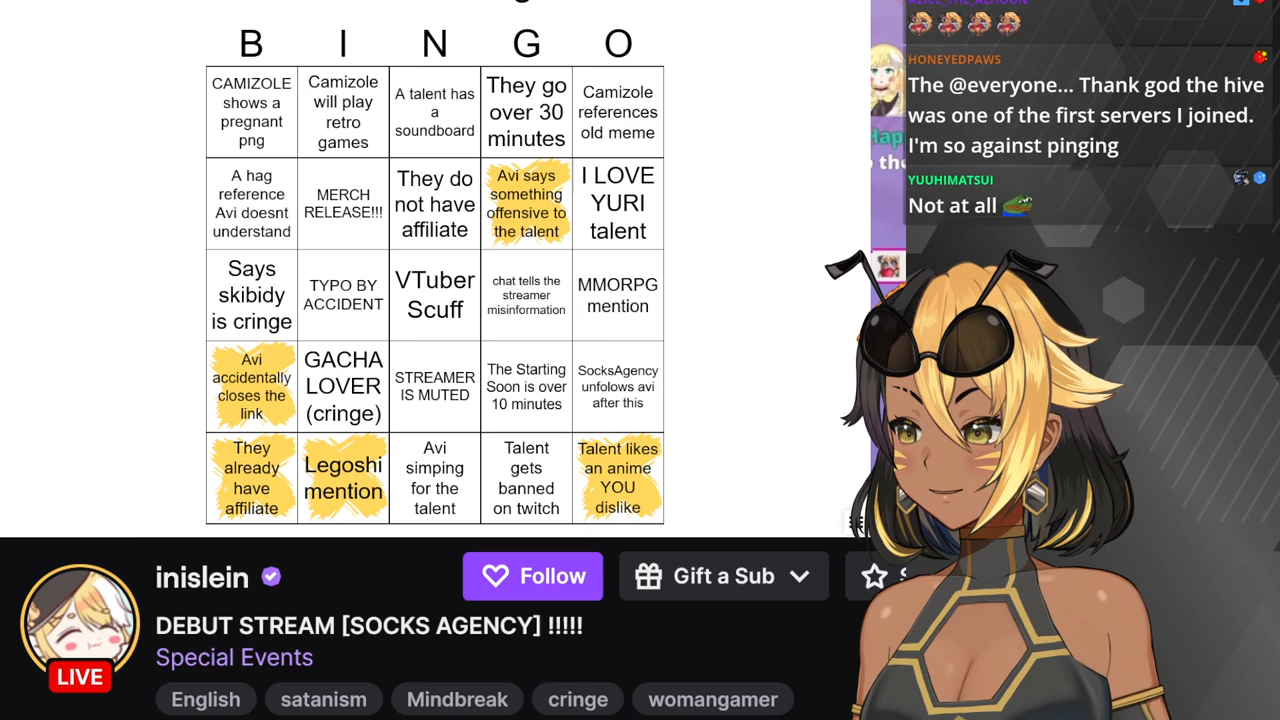 B I N G O
CAMIZOLE
shows a
pregnant
png
Camizole
will play
retro
games
A talent has
a
soundboard
They go
over 30
minutes
Camizole
references
old meme
A hag
reference
Avi doesnt
understand
MERCH
RELEASE!!!
They do
not have
affiliate
Avi says
something
offensive to
the talent
I LOVE
YURI
talent
Says
skibidy
is cringe
TYPO BY
ACCIDENT
VTuber
Scuff
chat tells the
streamer
misinformation
MMORPG
mention
Avi
accidentally
closes the
link
GACHA
LOVER
(cringe)
STREAMER
IS MUTED
The Starting
Soon is over
10 minutes
SocksAgency
unfolows avi
after this
They
already
have
affiliate
Legoshi
mention
Avi
simping
for the
talent
Talent
gets
banned
on twitch
Talent likes
an anime
YOU
dislike
HONEYEDPAWS
The @everyone... Thank god the hive
was one of the first servers I joined.
I'm so against pinging
YUUHIMATSUI
Not at all
inislein
Follow
Gift a Sub
DEBUT STREAM [SOCKS AGENCY] !!!!!
Special Events
LIVE
English
satanism
Mindbreak
cringe
womangamer